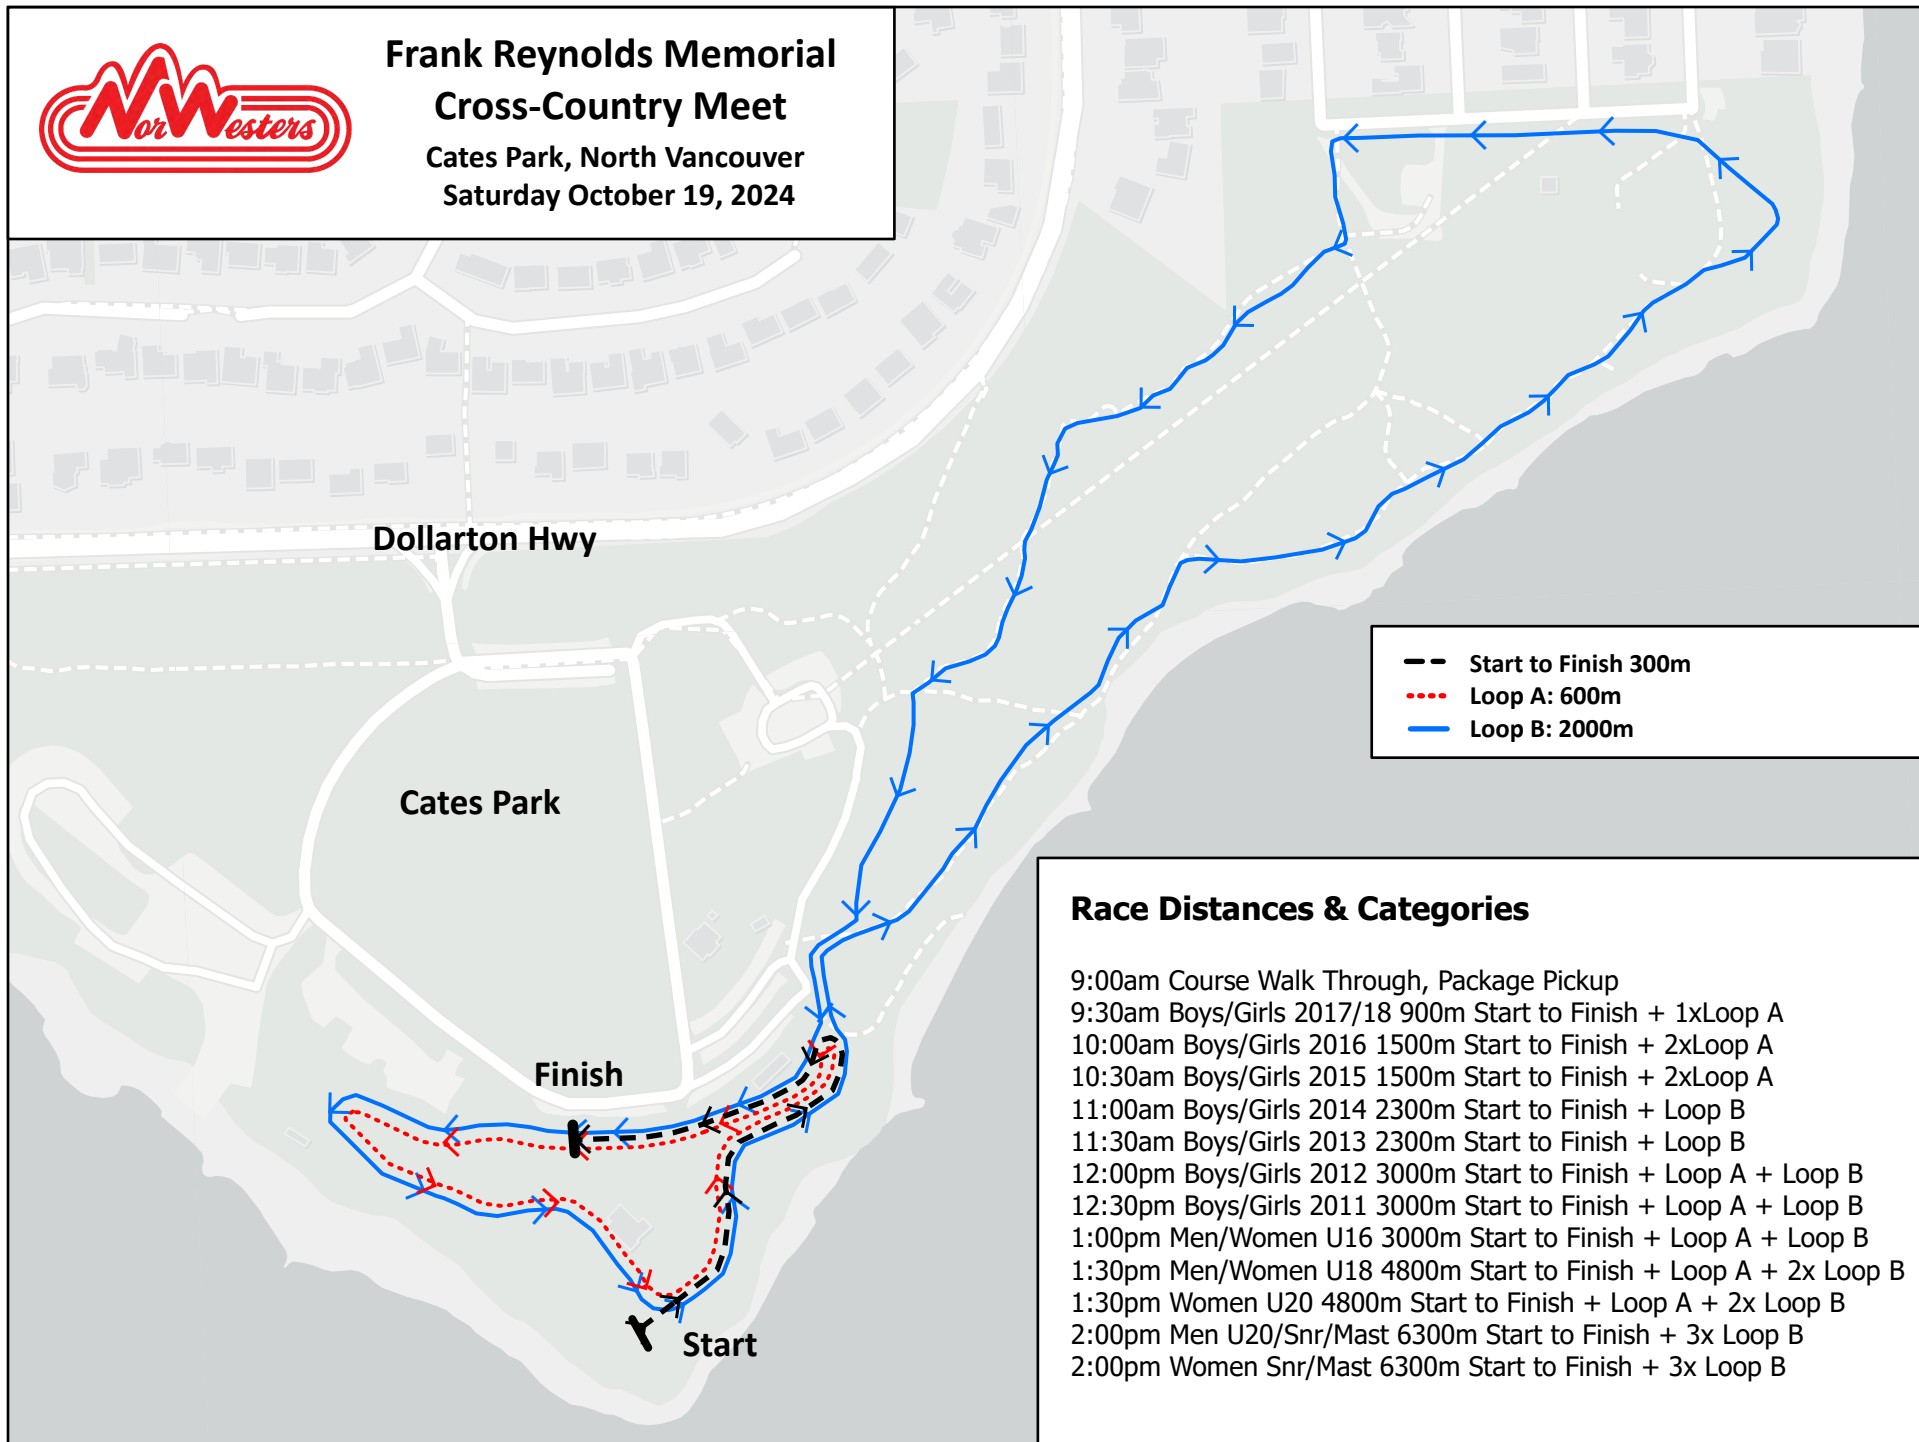 NorWesters
Frank Reynolds Memorial
Cross-Country Meet
Cates Park, North Vancouver
Saturday October 19, 2024
Dollarton Hwy
Cates Park
Finish
Start
Start to Finish 300m
Loop A: 600m
Loop B: 2000m
Race Distances & Categories
9:00am Course Walk Through, Package Pickup
9:30am Boys/Girls 2017/18 900m Start to Finish + 1xLoop A
10:00am Boys/Girls 2016 1500m Start to Finish + 2xLoop A
10:30am Boys/Girls 2015 1500m Start to Finish + 2xLoop A
11:00am Boys/Girls 2014 2300m Start to Finish + Loop B
11:30am Boys/Girls 2013 2300m Start to Finish + Loop B
12:00pm Boys/Girls 2012 3000m Start to Finish + Loop A + Loop B
12:30pm Boys/Girls 2011 3000m Start to Finish + Loop A + Loop B
1:00pm Men/Women U16 3000m Start to Finish + Loop A + Loop B
1:30pm Men/Women U18 4800m Start to Finish + Loop A + 2x Loop B
1:30pm Women U20 4800m Start to Finish + Loop A + 2x Loop B
2:00pm Men U20/Snr/Mast 6300m Start to Finish + 3x Loop B
2:00pm Women Snr/Mast 6300m Start to Finish + 3x Loop B